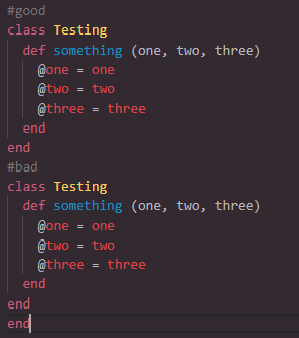 #good
class Testing
  def something (one, two, three)
    @one = one
    @two = two
    @three = three
  end
end
#bad
class Testing
  def something (one, two, three)
    @one = one
    @two = two
    @three = three
  end
end
end